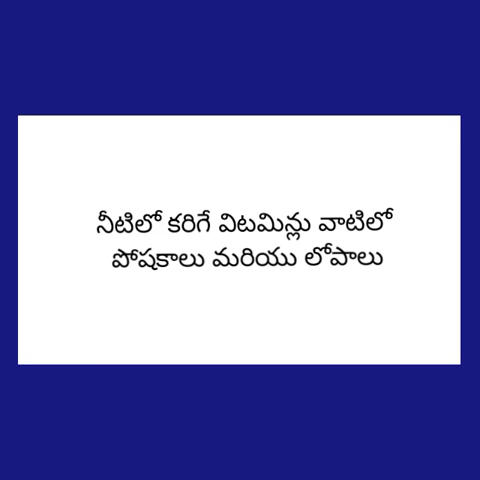 నీటిలో కరిగే విటమిన్లు వాటిలో
పోషకాలు మరియు లోపాలు